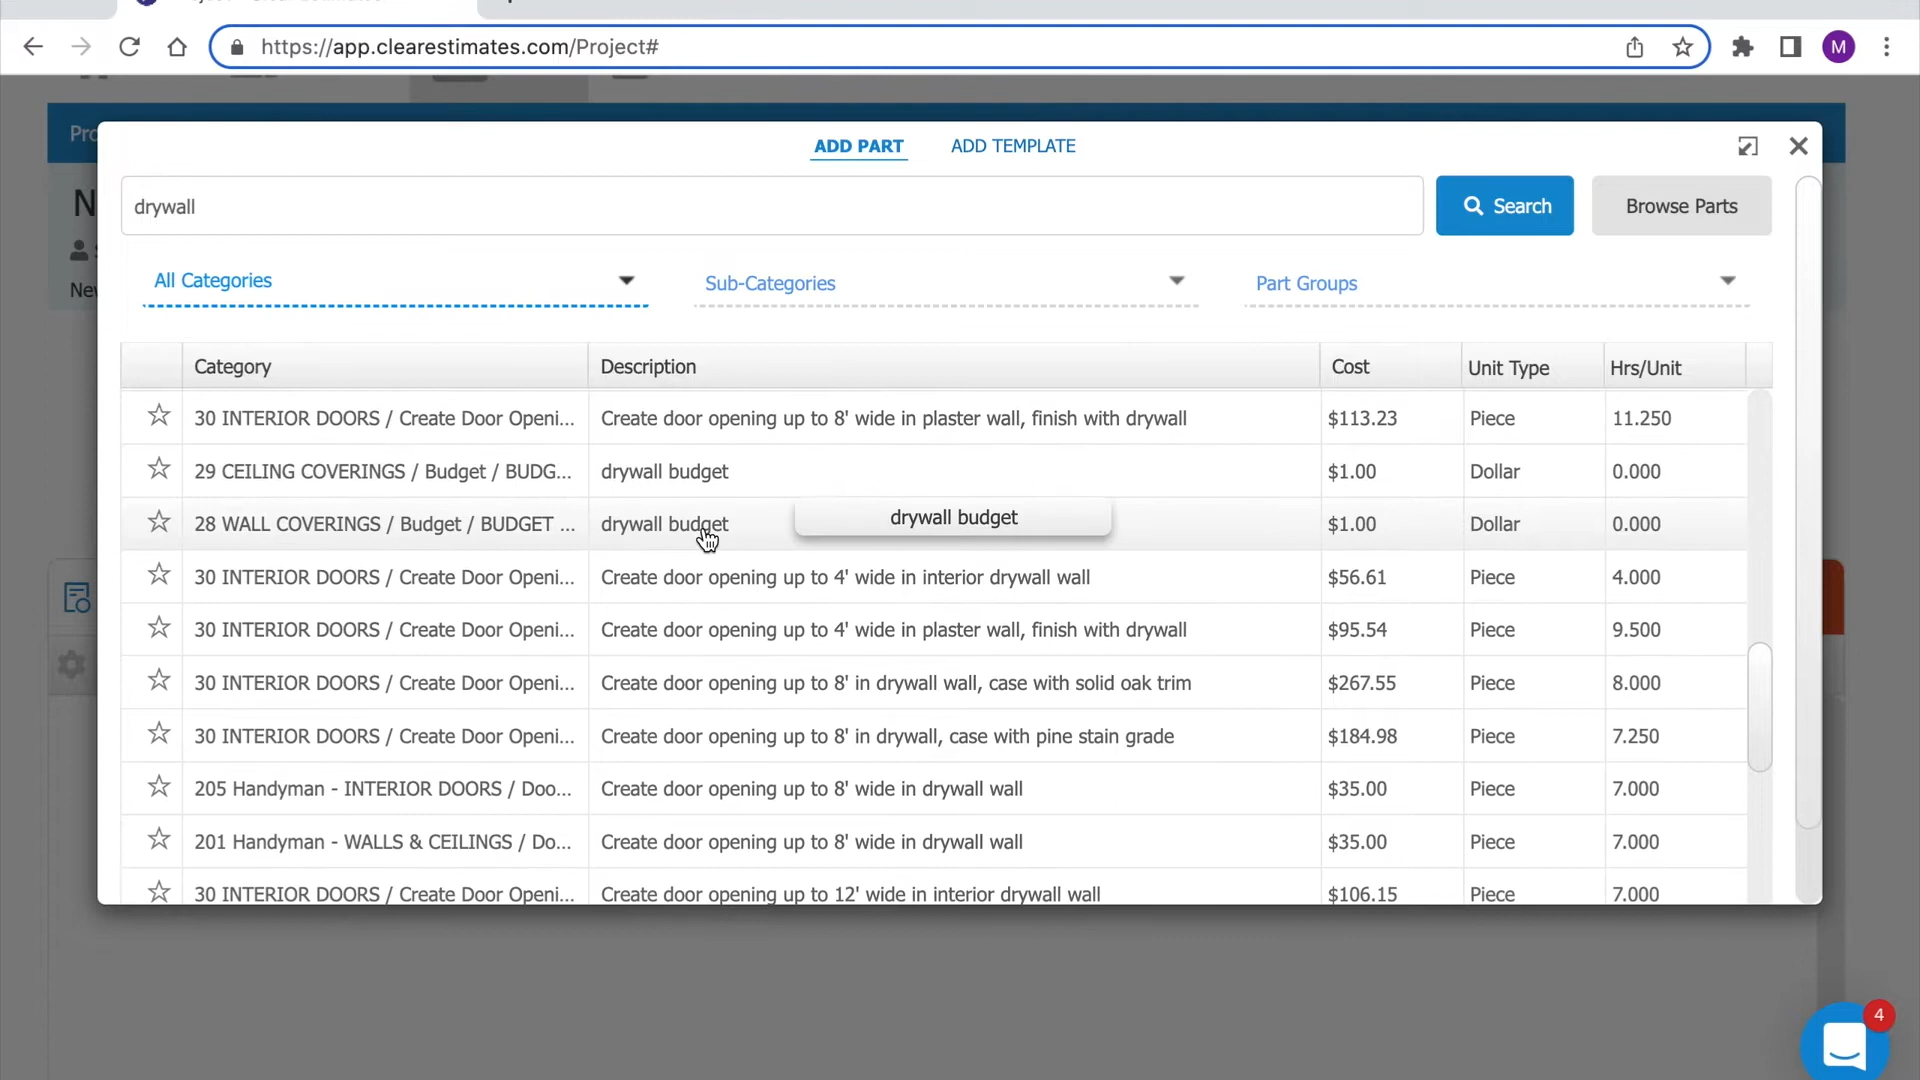 https://app.clearestimates.com/Project#
M
Pro
ADD PART
ADD TEMPLATE
N
drywall
Search
Browse Parts
New
All Categories
Sub-Categories
Part Groups
Category Description Cost Unit Type Hrs/Unit
30 INTERIOR DOORS / Create Door Openi... Create door opening up to 8' wide in plaster wall, finish with drywall $113.23 Piece 11.250
29 CEILING COVERINGS / Budget / BUDG... drywall budget $1.00 Dollar 0.000
28 WALL COVERINGS / Budget / BUDGET ... drywall budget drywall budget $1.00 Dollar 0.000
30 INTERIOR DOORS / Create Door Openi... Create door opening up to 4' wide in interior drywall wall $56.61 Piece 4.000
30 INTERIOR DOORS / Create Door Openi... Create door opening up to 4' wide in plaster wall, finish with drywall $95.54 Piece 9.500
30 INTERIOR DOORS / Create Door Openi... Create door opening up to 8' in drywall wall, case with solid oak trim $267.55 Piece 8.000
30 INTERIOR DOORS / Create Door Openi... Create door opening up to 8' in drywall, case with pine stain grade $184.98 Piece 7.250
205 Handyman - INTERIOR DOORS / Doo... Create door opening up to 8' wide in drywall wall $35.00 Piece 7.000
201 Handyman - WALLS & CEILINGS / Do... Create door opening up to 8' wide in drywall wall $35.00 Piece 7.000
30 INTERIOR DOORS / Create Door Openi... Create door opening up to 12' wide in interior drywall wall $106.15 Piece 7.000
4